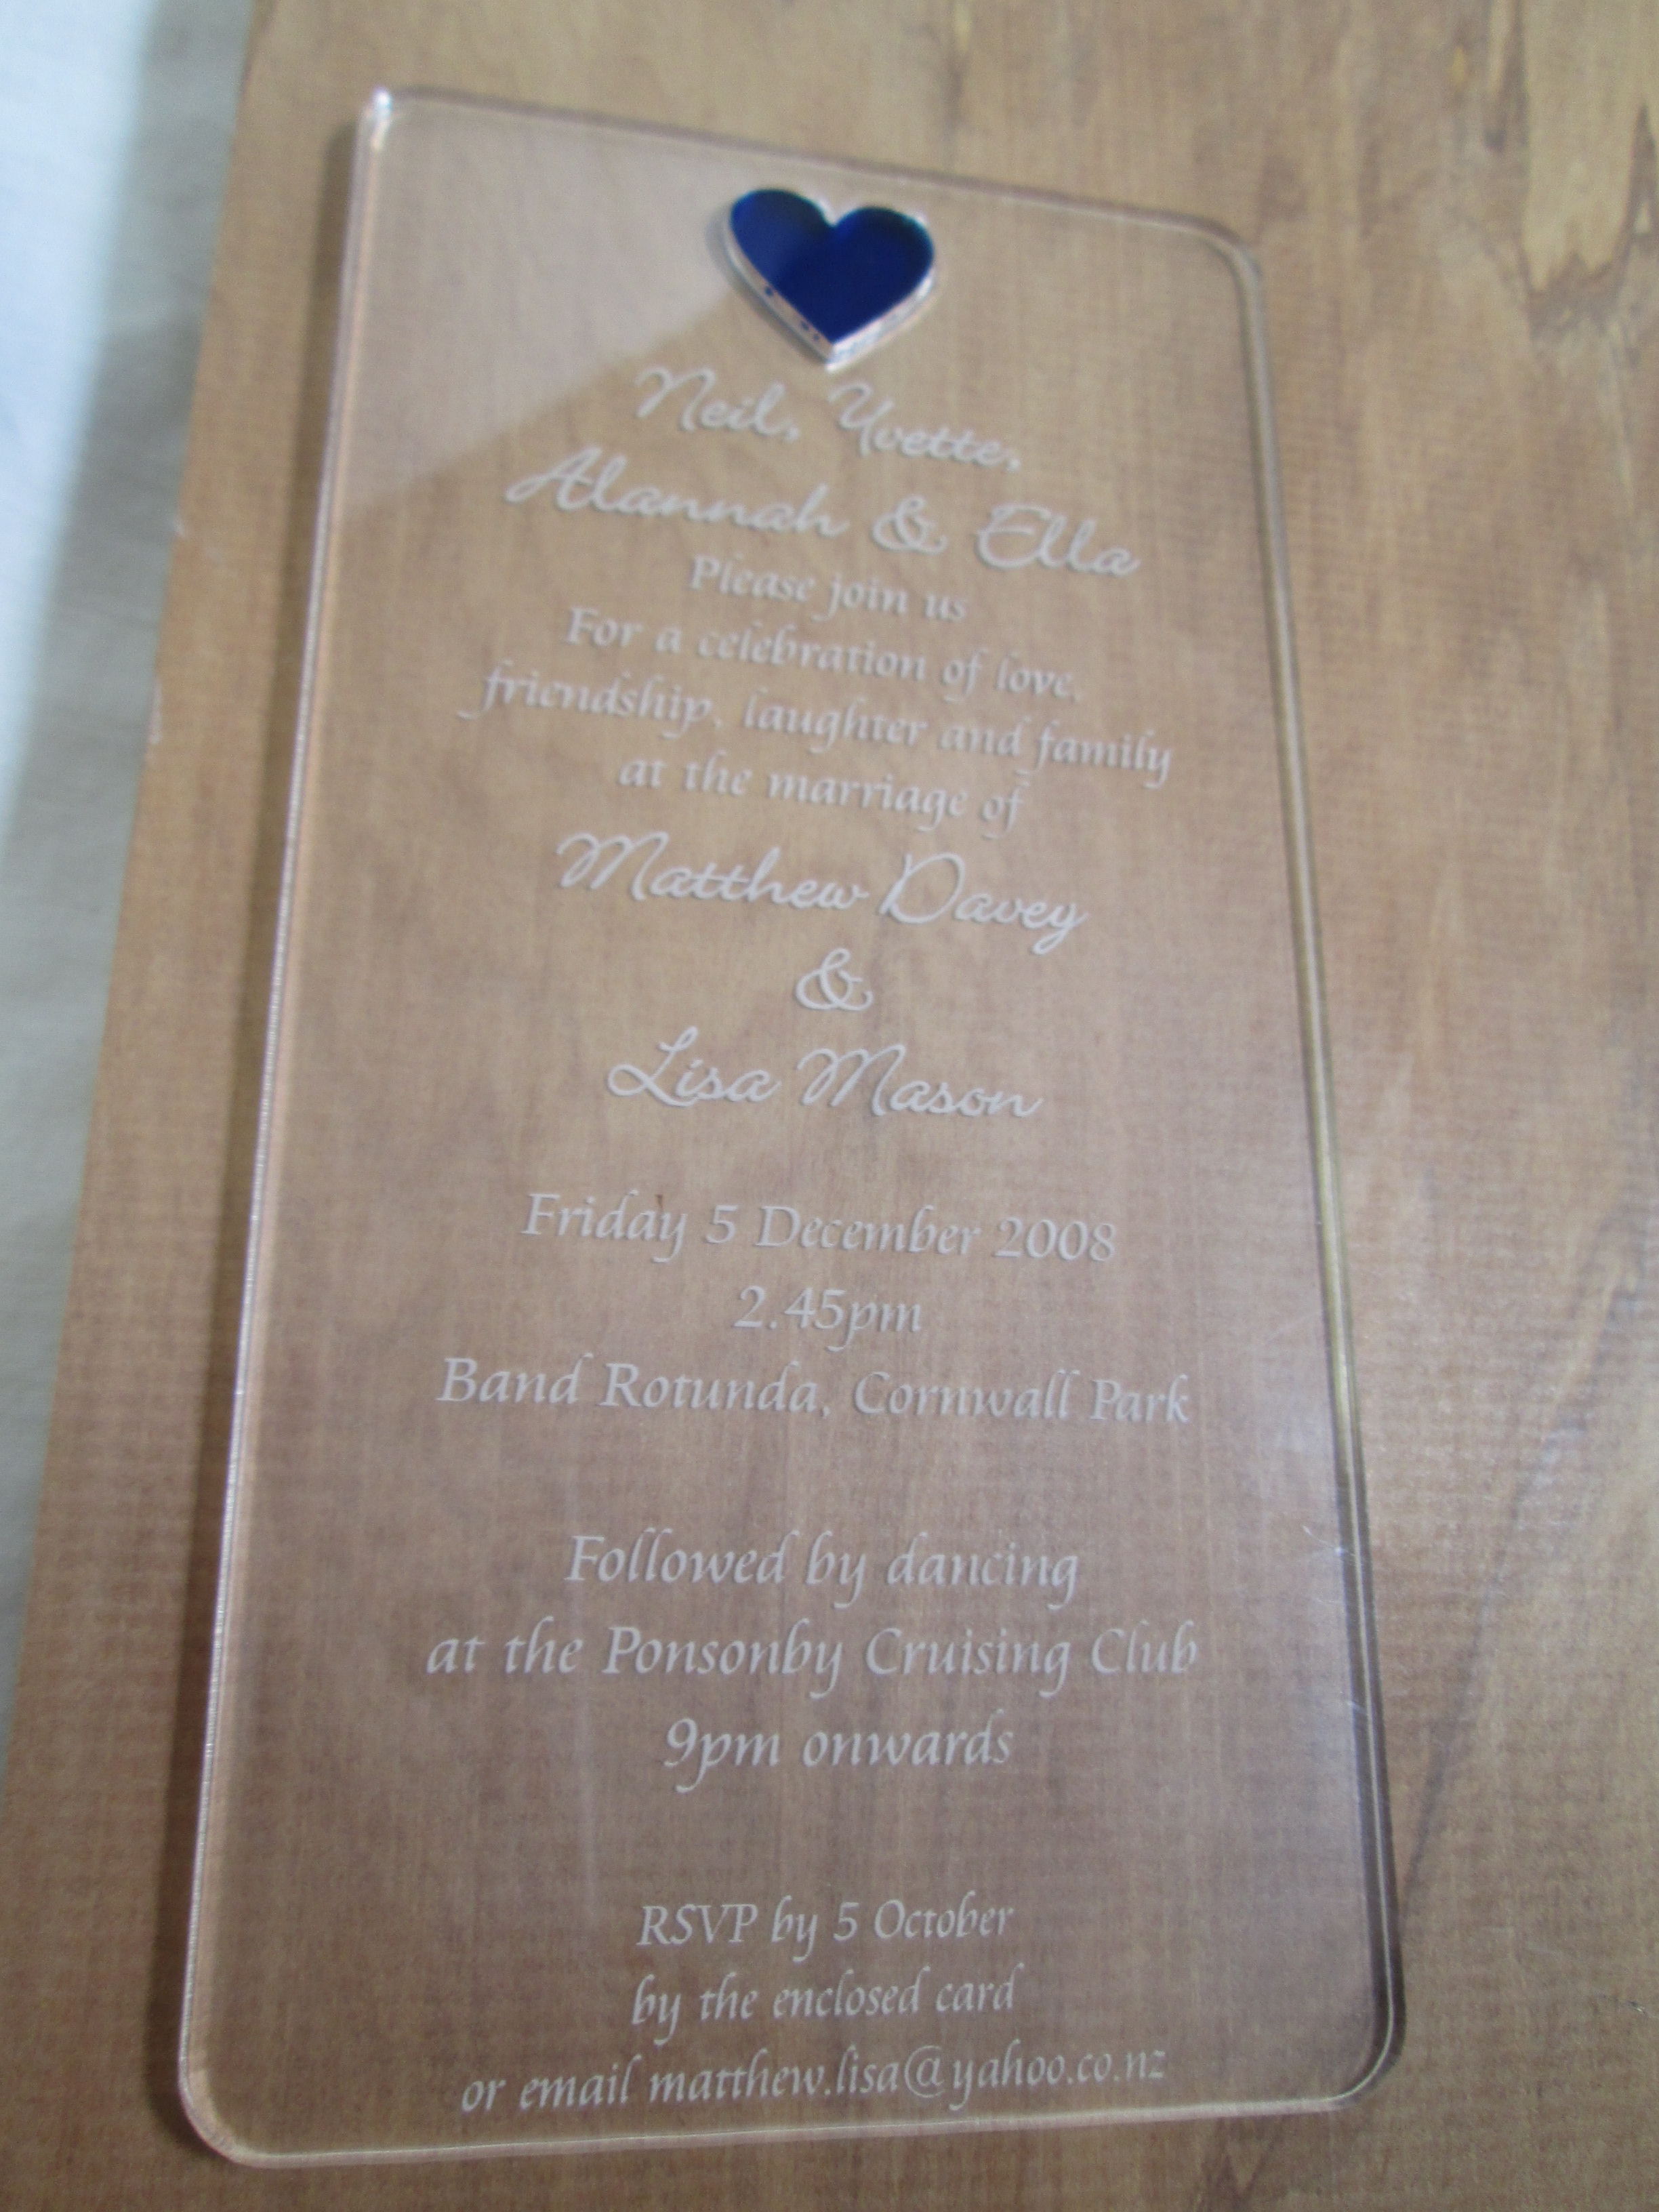 Neil, Yvette,
Alannah & Ella
Please join us
For a celebration of love,
friendship, laughter and family
at the marriage of
Matthew Davey
&
Lisa Mason
Friday 5 December 2008
2.45pm
Band Rotunda, Cornwall Park
Followed by dancing
at the Ponsonby Cruising Club
9pm onwards
RSVP by 5 October
by the enclosed card
or email matthew.lisa@yahoo.co.nz